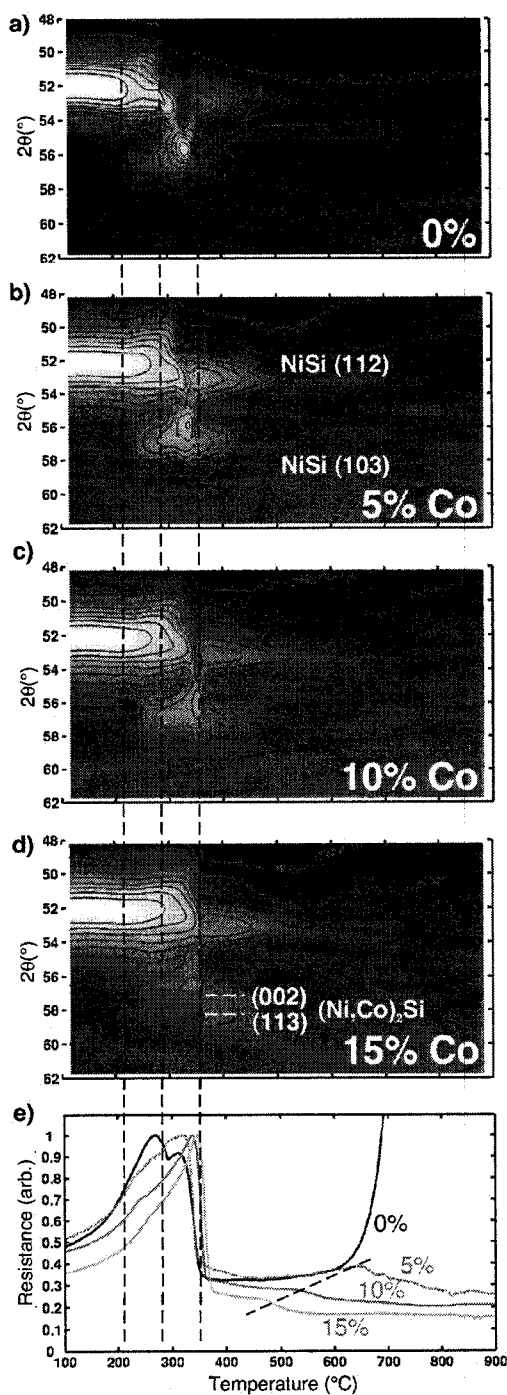 a)
48
50
52
54
56
58
60
62
2θ(°)
0%
b)
48
50
52
54
56
58
60
62
2θ(°)
NiSi (112)
NiSi (103)
5% Co
c)
48
50
52
54
56
58
60
62
2θ(°)
10% Co
d)
48
50
52
54
56
58
60
62
2θ(°)
(002)
(113)
(Ni.Co)₂Si
15% Co
e)
1
0.9
0.8
0.7
0.6
0.5
0.4
0.3
0.2
0.1
0
Resistance (arb.)
0%
5%
10%
15%
100 200 300 400 500 600 700 800 900
Temperature (°C)